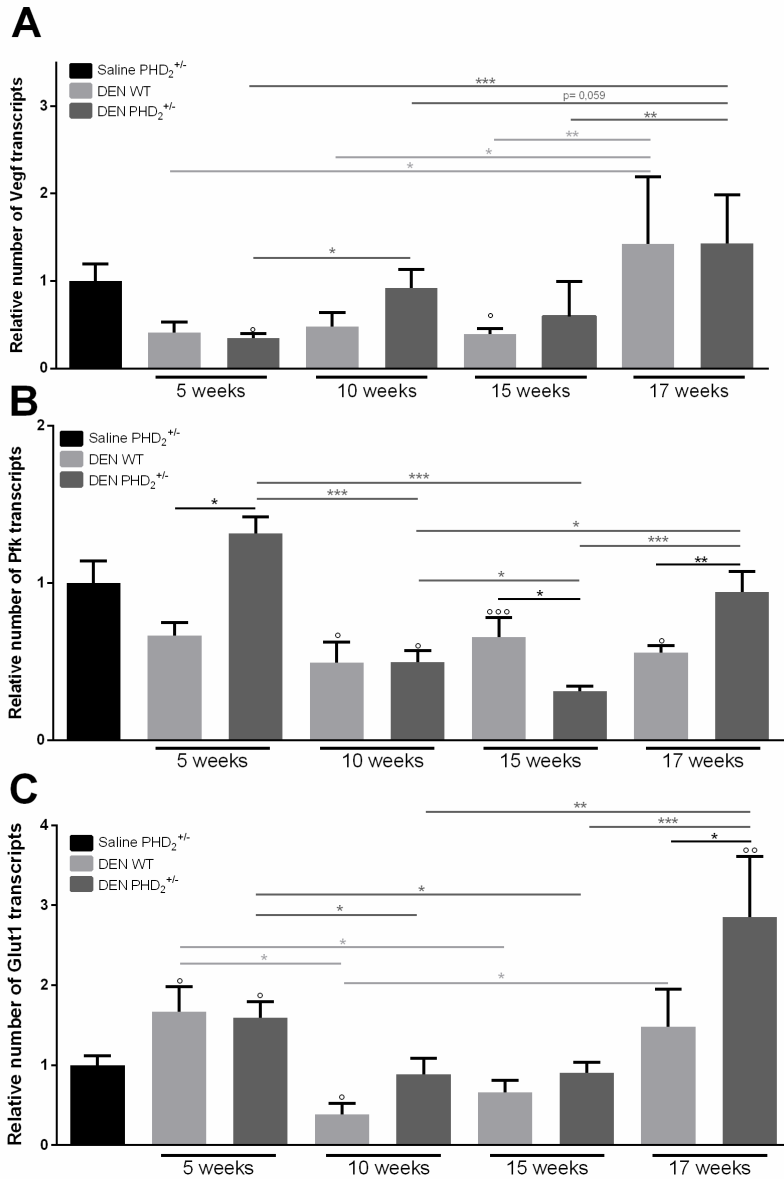 A
Relative number of Vegf transcripts
Saline PHD2+/-
DEN WT
DEN PHD2+/-
3
2
1
0
***
p= 0,059
**
**
*
*
*
°
°
5 weeks
10 weeks
15 weeks
17 weeks
B
Relative number of Pfk transcripts
Saline PHD2+/-
DEN WT
DEN PHD2+/-
2
1
0
***
***
*
*
***
**
*
*
°
°
°°°
°
5 weeks
10 weeks
15 weeks
17 weeks
C
Relative number of Glut1 transcripts
Saline PHD2+/-
DEN WT
DEN PHD2+/-
4
3
2
1
0
**
***
*
°°
*
*
*
*
*
°
°
°
5 weeks
10 weeks
15 weeks
17 weeks